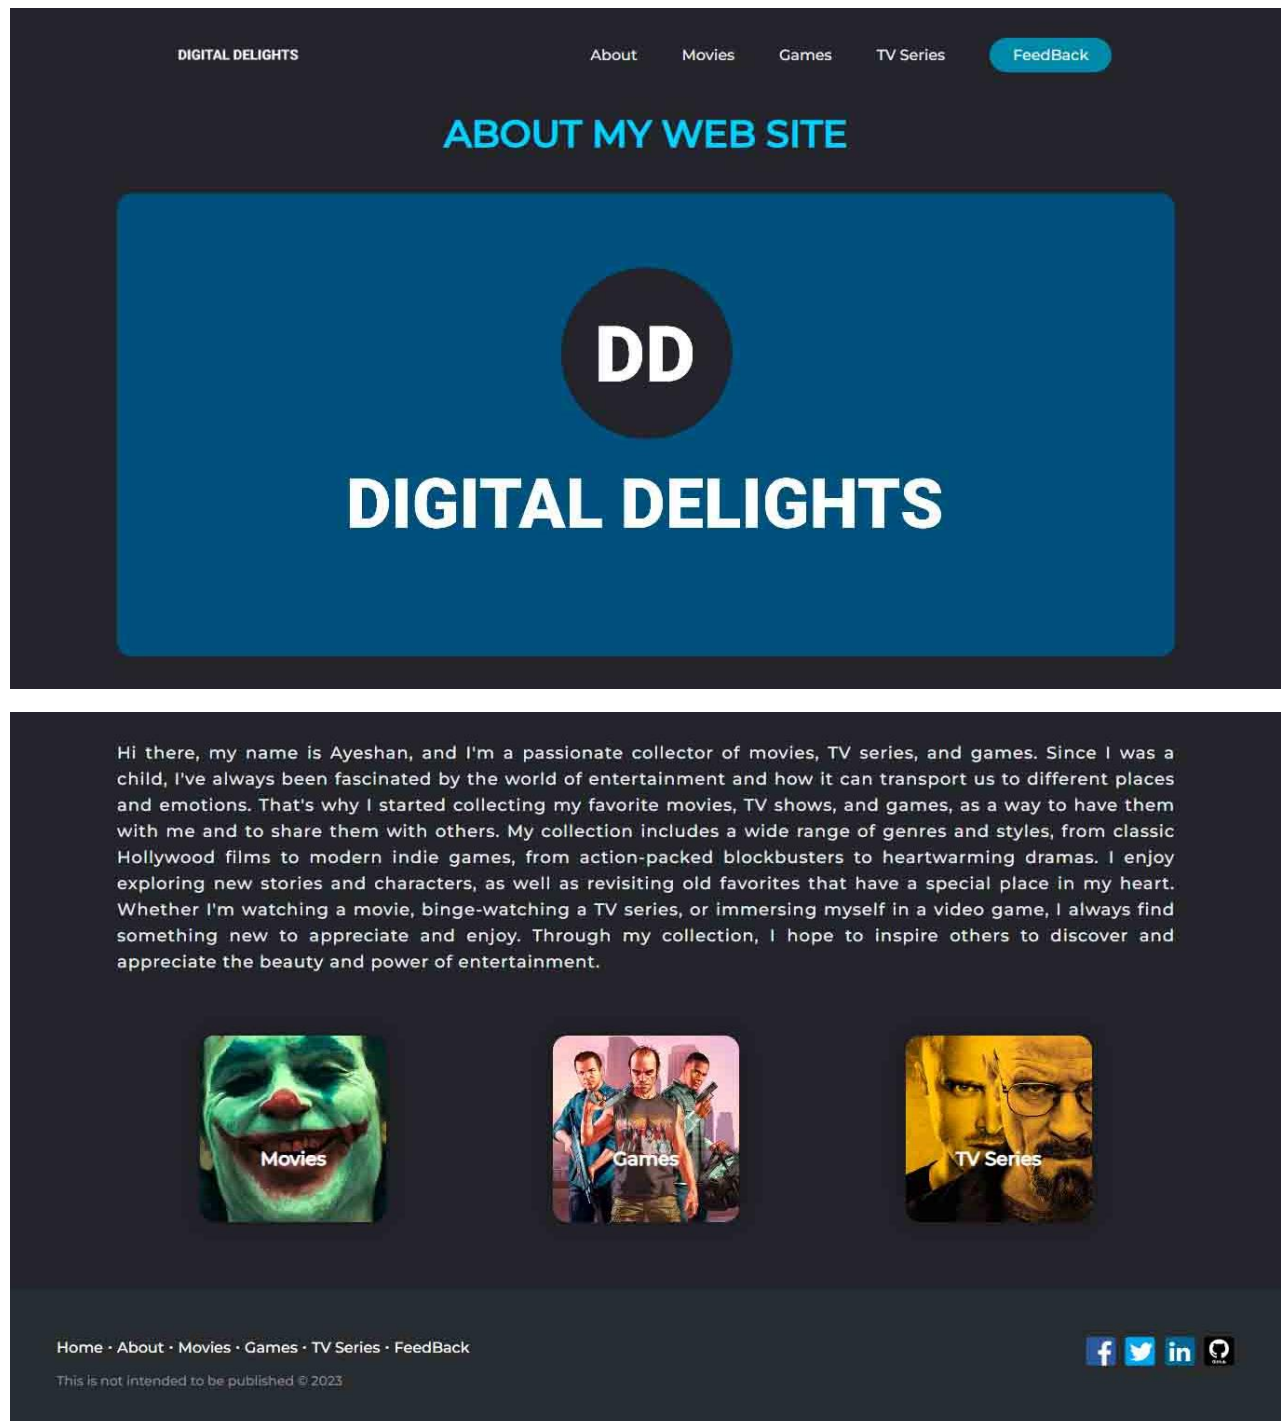 DIGITAL DELIGHTS
About Movies Games TV Series FeedBack
ABOUT MY WEB SITE
DD
DIGITAL DELIGHTS
Hi there, my name is Ayeshan, and I'm a passionate collector of movies, TV series, and games. Since I was a
child, I've always been fascinated by the world of entertainment and how it can transport us to different places
and emotions. That's why I started collecting my favorite movies, TV shows, and games, as a way to have them
with me and to share them with others. My collection includes a wide range of genres and styles, from classic
Hollywood films to modern indie games, from action-packed blockbusters to heartwarming dramas. I enjoy
exploring new stories and characters, as well as revisiting old favorites that have a special place in my heart.
Whether I'm watching a movie, binge-watching a TV series, or immersing myself in a video game, I always find
something new to appreciate and enjoy. Through my collection, I hope to inspire others to discover and
appreciate the beauty and power of entertainment.
Movies
Games
TV Series
Home · About · Movies · Games · TV Series · FeedBack
This is not intended to be published © 2023
f
in